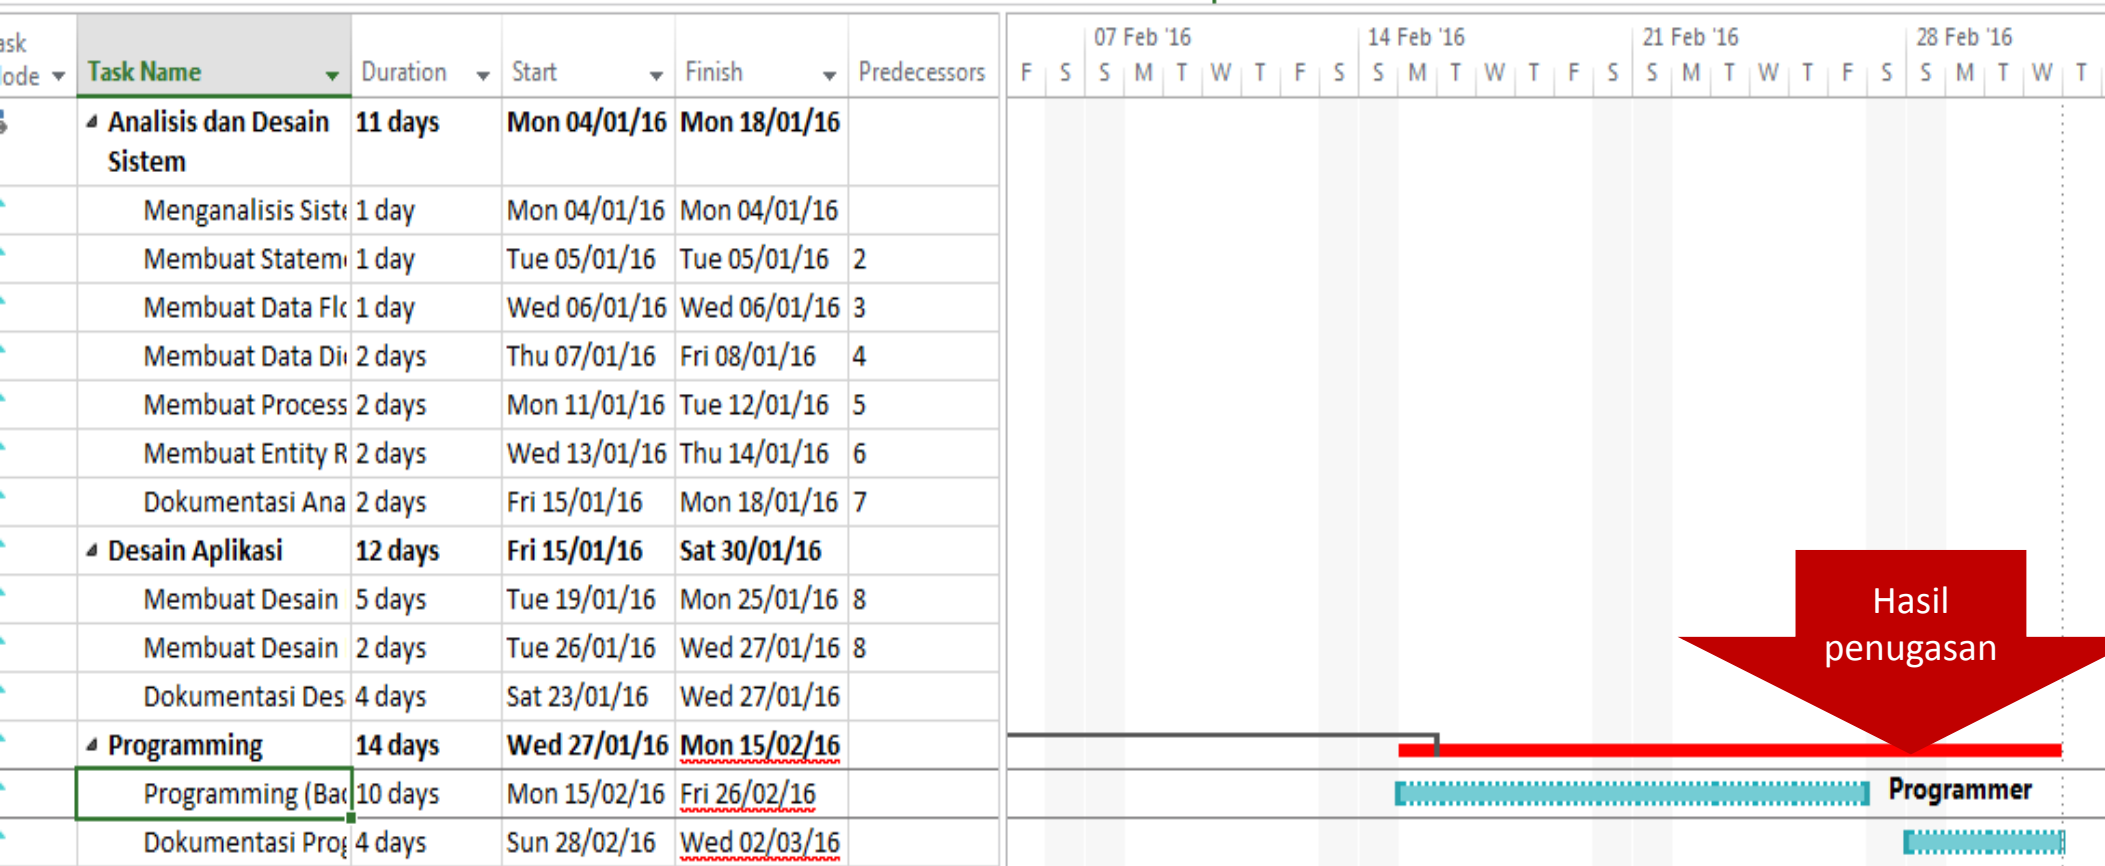 ask
lode Task Name Duration Start Finish Predecessors
07 Feb '16 14 Feb '16 21 Feb '16 28 Feb '16
F S S M T W T F S S M T W T F S S M T W T F S S M T W T
Analisis dan Desain Sistem 11 days Mon 04/01/16 Mon 18/01/16
Menganalisis Siste 1 day Mon 04/01/16 Mon 04/01/16
Membuat Statem 1 day Tue 05/01/16 Tue 05/01/16 2
Membuat Data Flo 1 day Wed 06/01/16 Wed 06/01/16 3
Membuat Data Di 2 days Thu 07/01/16 Fri 08/01/16 4
Membuat Process 2 days Mon 11/01/16 Tue 12/01/16 5
Membuat Entity R 2 days Wed 13/01/16 Thu 14/01/16 6
Dokumentasi Ana 2 days Fri 15/01/16 Mon 18/01/16 7
Desain Aplikasi 12 days Fri 15/01/16 Sat 30/01/16
Membuat Desain 5 days Tue 19/01/16 Mon 25/01/16 8
Membuat Desain 2 days Tue 26/01/16 Wed 27/01/16 8
Dokumentasi Des 4 days Sat 23/01/16 Wed 27/01/16
Programming 14 days Wed 27/01/16 Mon 15/02/16
Programming (Bac 10 days Mon 15/02/16 Fri 26/02/16
Dokumentasi Prog 4 days Sun 28/02/16 Wed 02/03/16
Hasil
penugasan
Programmer